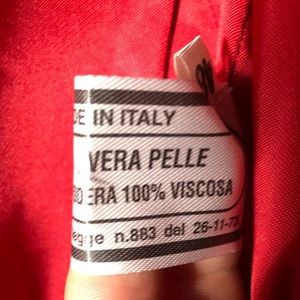 DE IN ITALY
VERA PELLE
ERA 100% VISCOSA
egge n.883 del 26-11-73